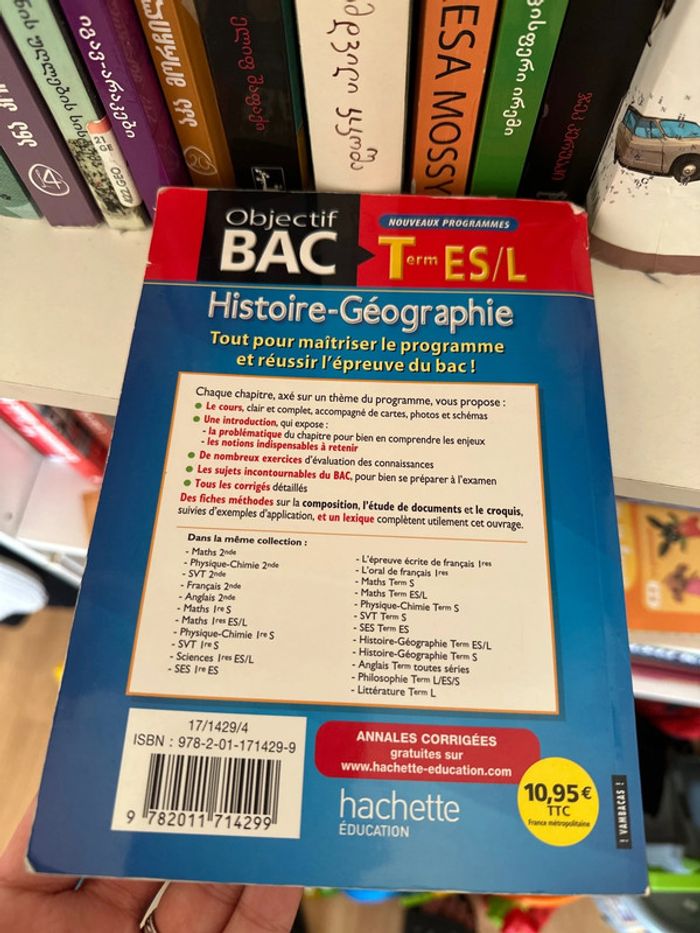 ნის უღლების სის
იგავ-არაკები
აკა მორჩილ
ელიფ შაფაქი
ESA MOSSY
Objectif
BAC
NOUVEAUX PROGRAMMES
Term ES/L
Histoire-Géographie
Tout pour maîtriser le programme
et réussir l'épreuve du bac !
Chaque chapitre, axé sur un thème du programme, vous propose :
● Le cours, clair et complet, accompagné de cartes, photos et schémas
● Une introduction, qui expose :
- la problématique du chapitre pour bien en comprendre les enjeux
- les notions indispensables à retenir
● De nombreux exercices d'évaluation des connaissances
● Les sujets incontournables du BAC, pour bien se préparer à l'examen
● Tous les corrigés détaillés
Des fiches méthodes sur la composition, l'étude de documents et le croquis,
suivies d'exemples d'application, et un lexique complètent utilement cet ouvrage.
Dans la même collection :
- Maths 2nde
- Physique-Chimie 2nde
- SVT 2nde
- Français 2nde
- Anglais 2nde
- Maths 1re S
- Maths 1res ES/L
- Physique-Chimie 1re S
- SVT 1re S
- Sciences 1res ES/L
- SES 1re ES
- L'épreuve écrite de français 1res
- L'oral de français 1res
- Maths Term S
- Maths Term ES/L
- Physique-Chimie Term S
- SVT Term S
- SES Term ES
- Histoire-Géographie Term ES/L
- Histoire-Géographie Term S
- Anglais Term toutes séries
- Philosophie Term L/ES/S
- Littérature Term L
17/1429/4
ISBN : 978-2-01-171429-9
9 782011 714299
ANNALES CORRIGÉES
gratuites sur
www.hachette-education.com
hachette
ÉDUCATION
10,95 €
TTC
France métropolitaine
! VAMBACAS !